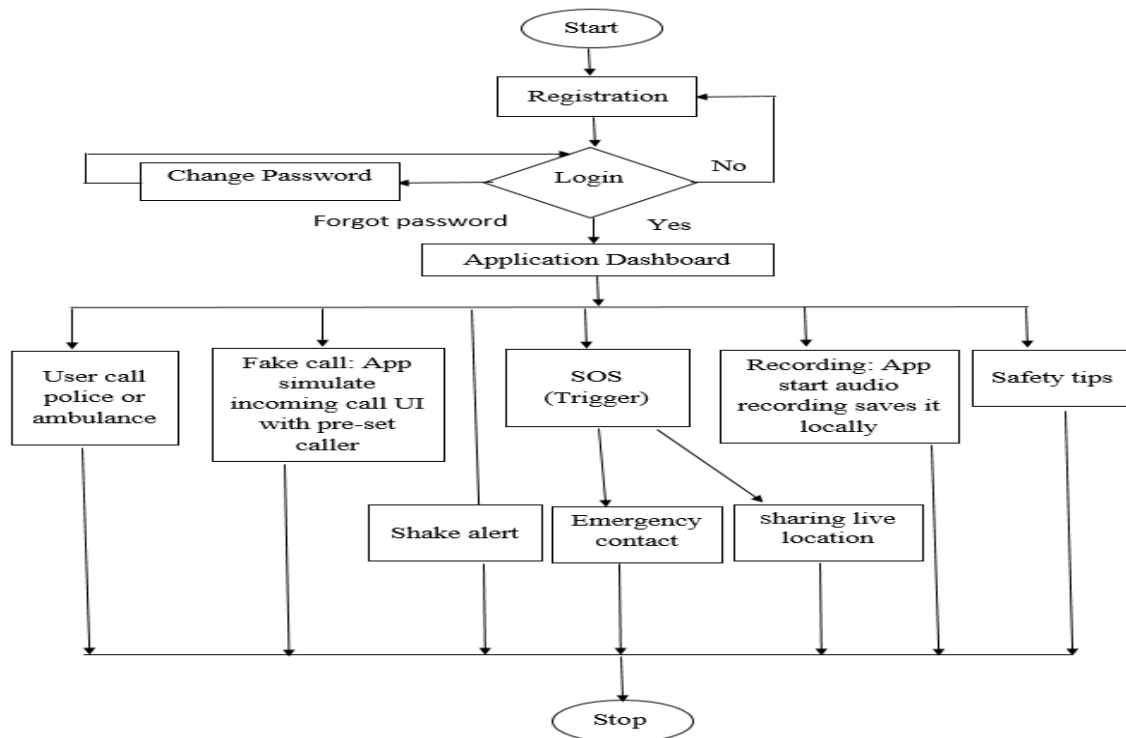 Start
Registration
No
Change Password
Login
Forgot password
Yes
Application Dashboard
User call
police or
ambulance
Fake call: App
simulate
incoming call UI
with pre-set
caller
SOS
(Trigger)
Recording: App
start audio
recording saves it
locally
Safety tips
Shake alert
Emergency
contact
sharing live
location
Stop